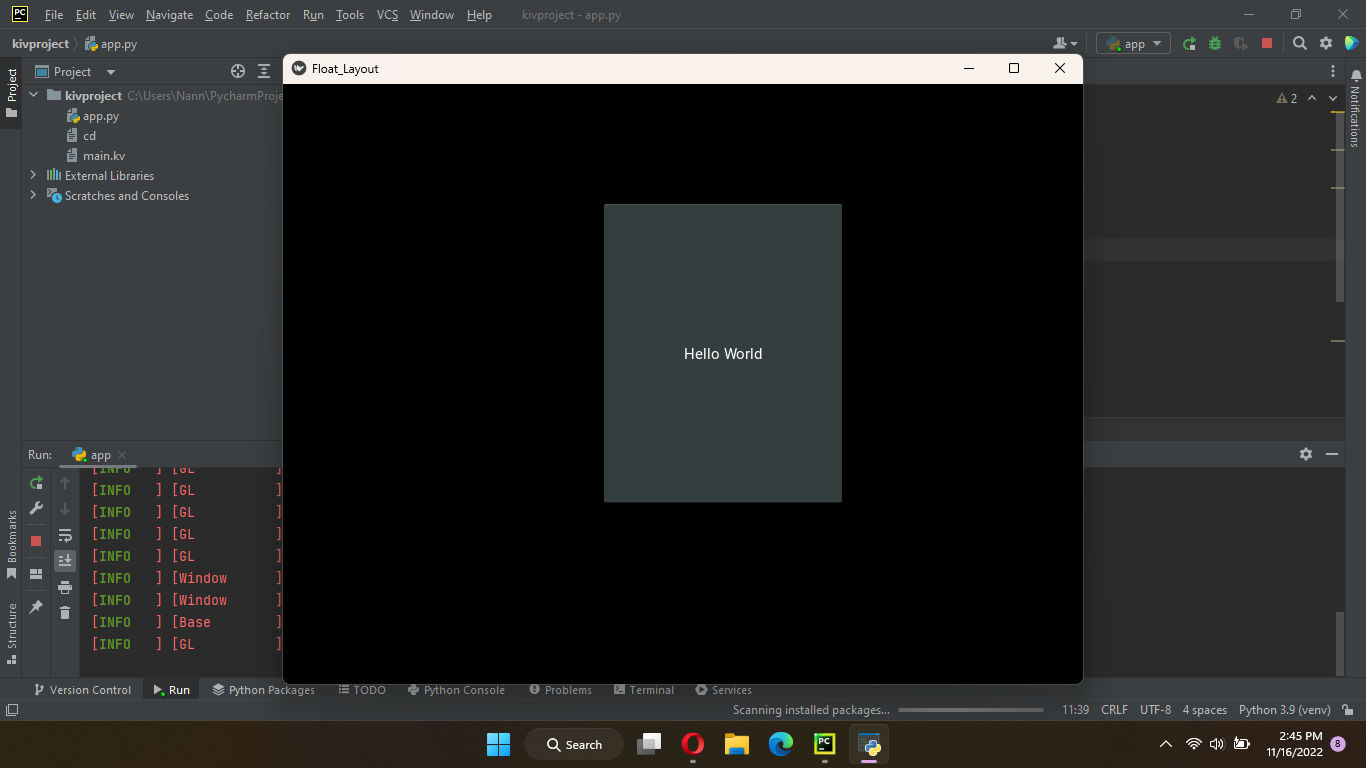 PC File Edit View Navigate Code Refactor Run Tools VCS Window Help kivproject - app.py
kivproject app.py app
Project Float_Layout
kivproject C:\Users\Nann\PycharmProje 2
app.py
cd
main.kv
External Libraries
Scratches and Consoles
Project
Notifications
Hello World
Run: app
[INFO ] [GL ]
[INFO ] [GL ]
[INFO ] [GL ]
[INFO ] [GL ]
[INFO ] [GL ]
[INFO ] [Window ]
[INFO ] [Window ]
[INFO ] [Base ]
[INFO ] [GL ]
Bookmarks
Structure
Version Control Run Python Packages TODO Python Console Problems Terminal Services
Scanning installed packages... 11:39 CRLF UTF-8 4 spaces Python 3.9 (venv)
Search PC 2:45 PM
11/16/2022 8